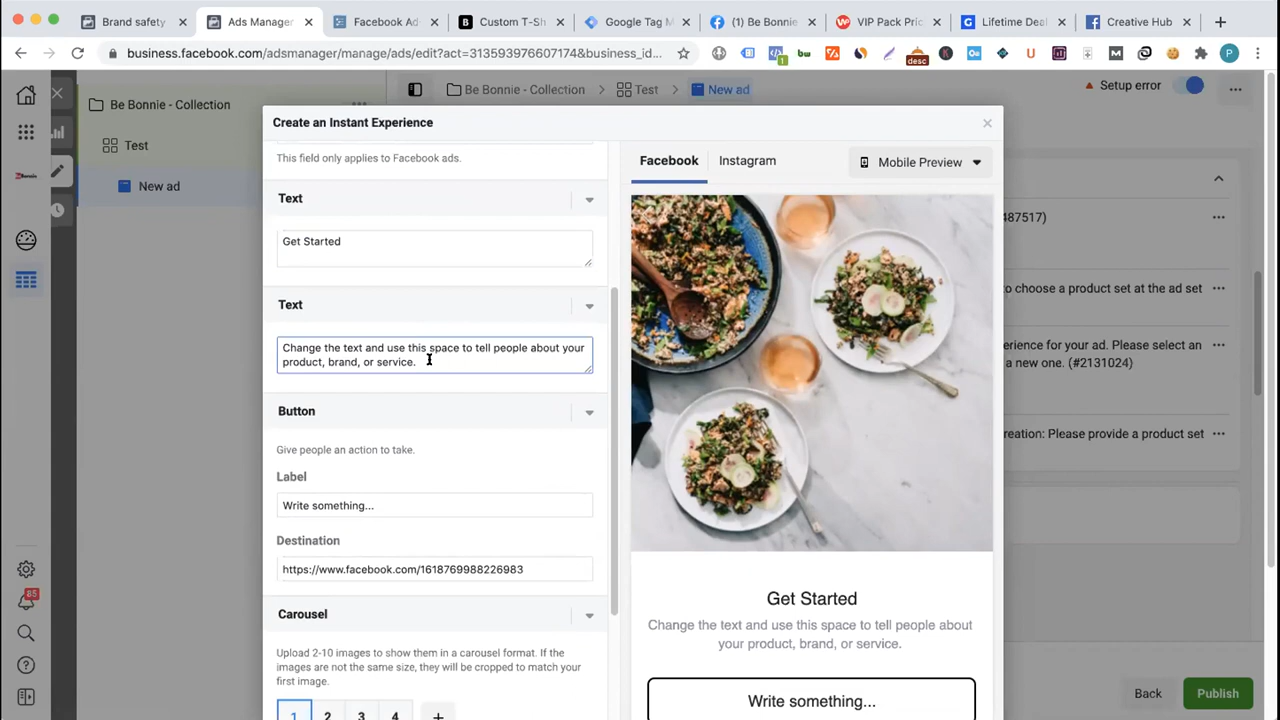 Brand safety
Ads Manager
Facebook Ad
Custom T-Sh
Google Tag M
(1) Be Bonnie
VIP Pack Pric
Lifetime Deal
Creative Hub
business.facebook.com/adsmanager/manage/ads/edit?act=313593976607174&business_id...
desc
P
Be Bonnie - Collection
Test
New ad
Be Bonnie - Collection
Test
New ad
Setup error
85
Create an Instant Experience
This field only applies to Facebook ads.
Text
Get Started
Text
Change the text and use this space to tell people about your
product, brand, or service.
Button
Give people an action to take.
Label
Write something...
Destination
https://www.facebook.com/1618769988226983
Carousel
Upload 2-10 images to show them in a carousel format. If the
images are not the same size, they will be cropped to match your
first image.
1 2 3 4 +
Facebook
Instagram
Mobile Preview
Get Started
Change the text and use this space to tell people about
your product, brand, or service.
Write something...
487517)
to choose a product set at the ad set
erience for your ad. Please select an
a new one. (#2131024)
reation: Please provide a product set
Back
Publish